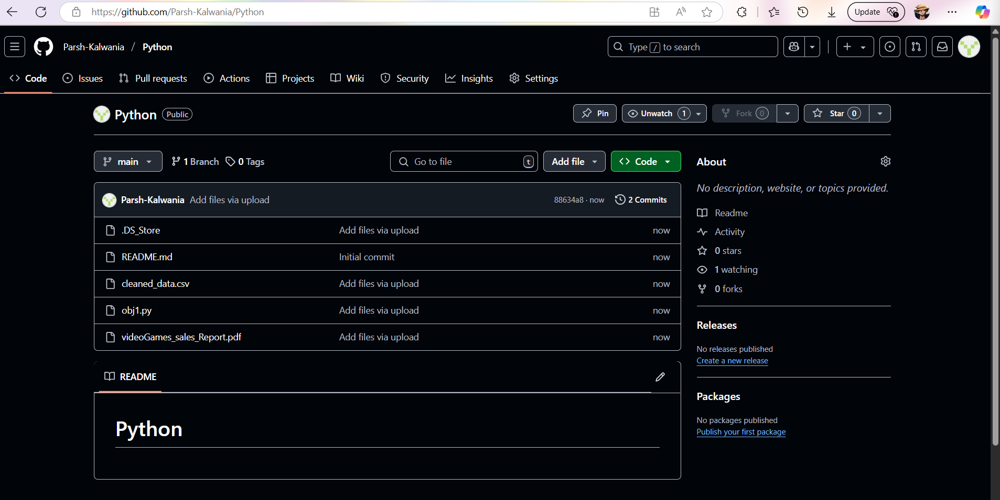 https://github.com/Parsh-Kalwania/Python
Update
Parsh-Kalwania / Python
Type / to search
Code
Issues
Pull requests
Actions
Projects
Wiki
Security
Insights
Settings
Python Public
Pin
Unwatch 1
Fork 0
Star 0
main
1 Branch
0 Tags
Go to file t
Add file
Code
Parsh-Kalwania Add files via upload 88634a8 · now 2 Commits
.DS_Store Add files via upload now
README.md Initial commit now
cleaned_data.csv Add files via upload now
obj1.py Add files via upload now
videoGames_sales_Report.pdf Add files via upload now
README
Python
About
No description, website, or topics provided.
Readme
Activity
0 stars
1 watching
0 forks
Releases
No releases published
Create a new release
Packages
No packages published
Publish your first package